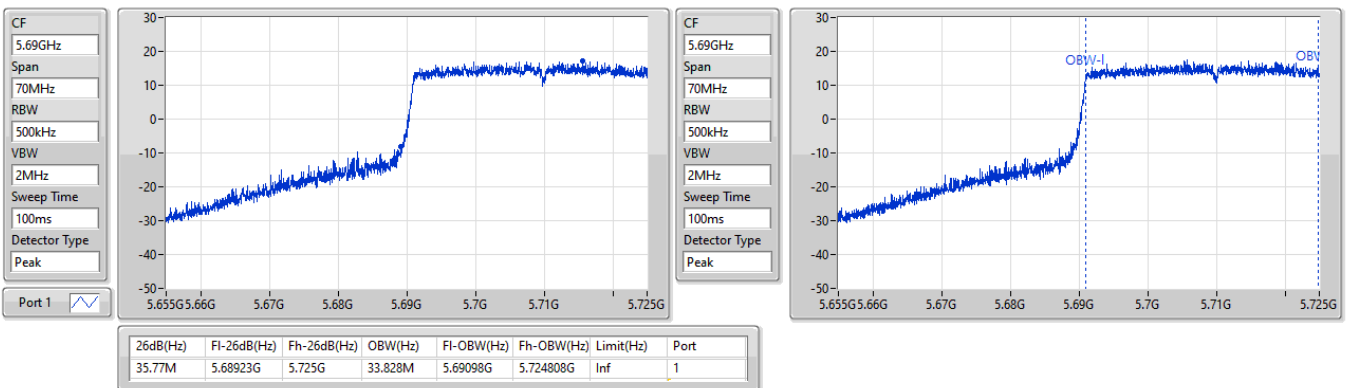 CF
5.69GHz
Span
70MHz
RBW
500kHz
VBW
2MHz
Sweep Time
100ms
Detector Type
Peak
Port 1
30
20
10
0
-10
-20
-30
-40
-50
5.655G 5.66G 5.67G 5.68G 5.69G 5.7G 5.71G 5.725G
CF
5.69GHz
Span
70MHz
RBW
500kHz
VBW
2MHz
Sweep Time
100ms
Detector Type
Peak
30
20
10
0
-10
-20
-30
-40
-50
OBW-l
OBW
5.655G 5.66G 5.67G 5.68G 5.69G 5.7G 5.71G 5.725G
26dB(Hz) Fl-26dB(Hz) Fh-26dB(Hz) OBW(Hz) Fl-OBW(Hz) Fh-OBW(Hz) Limit(Hz) Port
35.77M 5.68923G 5.725G 33.828M 5.69098G 5.724808G Inf 1